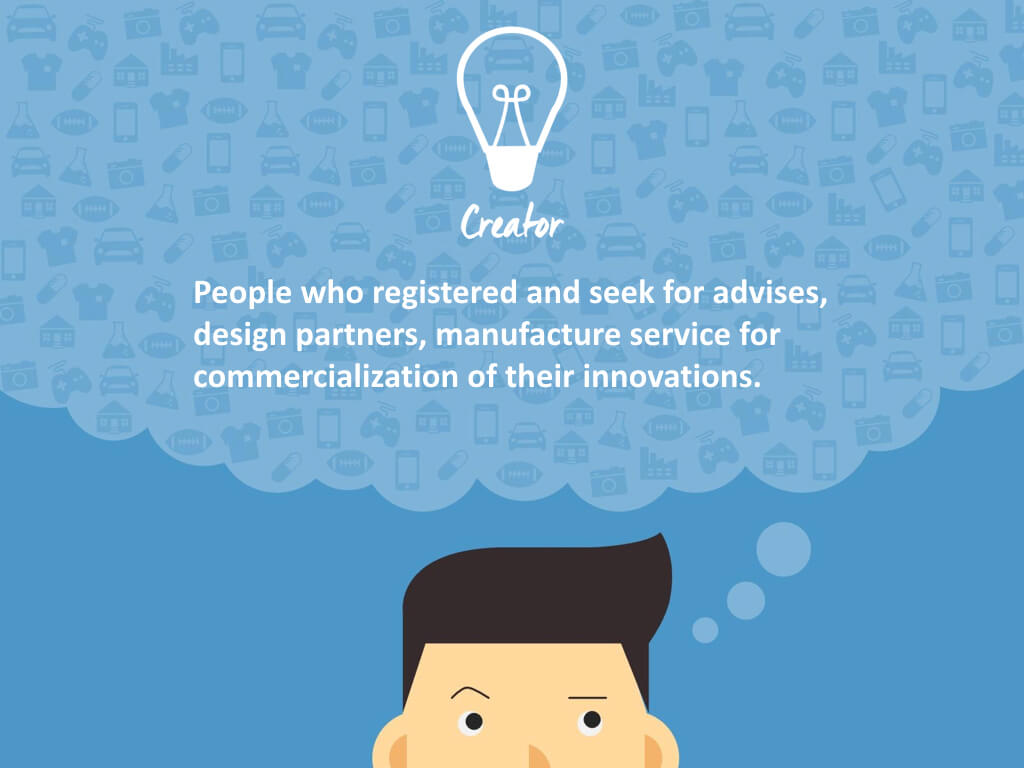 Creator
People who registered and seek for advises,
design partners, manufacture service for
commercialization of their innovations.